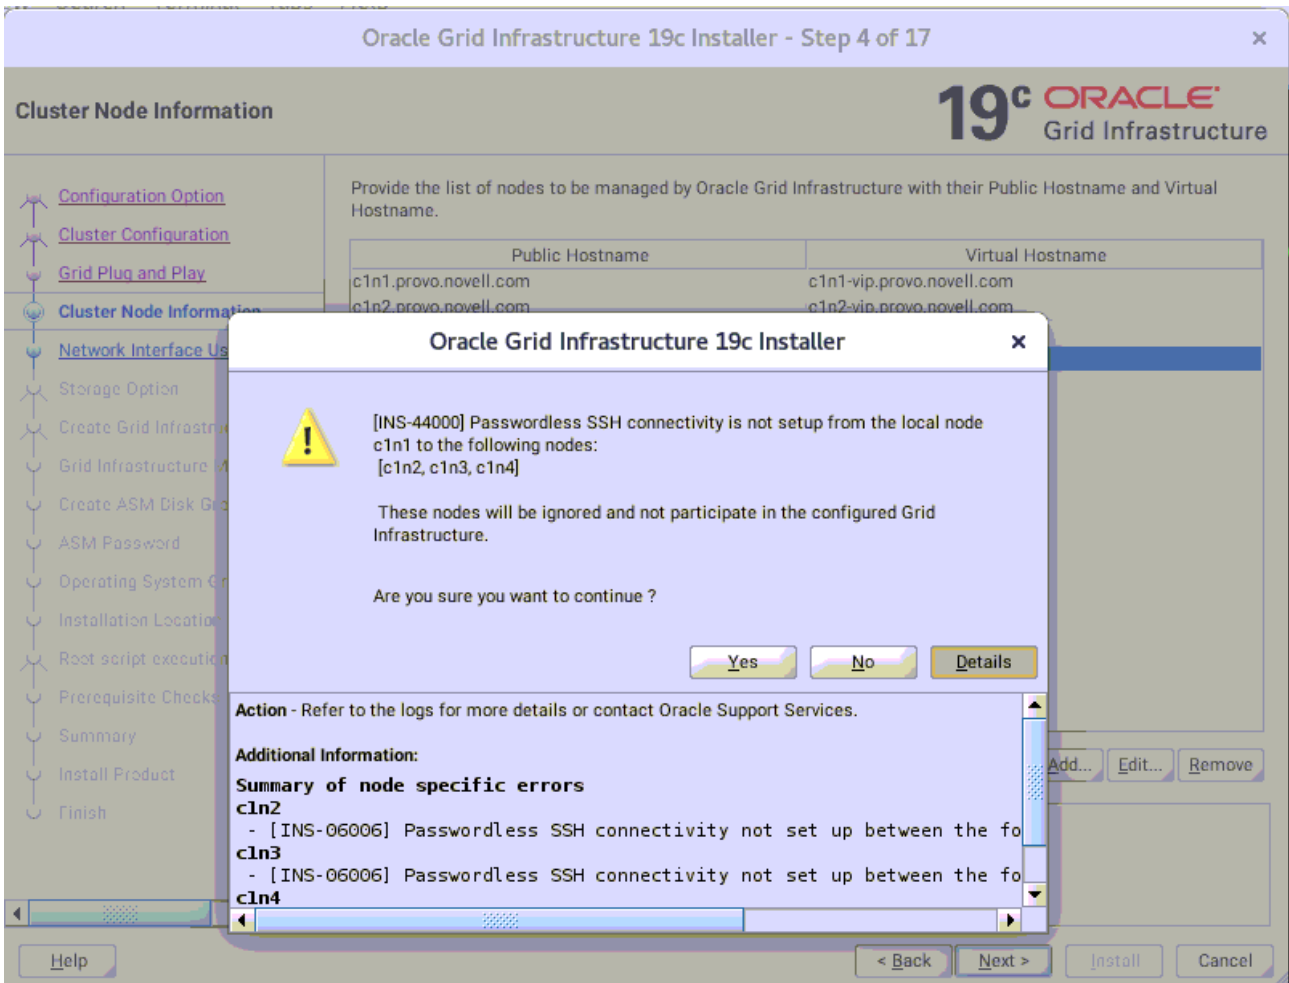 Oracle Grid Infrastructure 19c Installer - Step 4 of 17
Cluster Node Information
19c ORACLE
Grid Infrastructure
Configuration Option
Cluster Configuration
Grid Plug and Play
Cluster Node Information
Network Interface Us
Storage Option
Create Grid Infrastru
Grid Infrastructure M
Create ASM Disk Gro
ASM Password
Operating System Gr
Installation Location
Root script execution
Prerequisite Checks
Summary
Install Product
Finish
Provide the list of nodes to be managed by Oracle Grid Infrastructure with their Public Hostname and Virtual
Hostname.
Public Hostname Virtual Hostname
c1n1.provo.novell.com c1n1-vip.provo.novell.com
c1n2.provo.novell.com c1n2-vip.provo.novell.com
Oracle Grid Infrastructure 19c Installer
[INS-44000] Passwordless SSH connectivity is not setup from the local node
c1n1 to the following nodes:
[c1n2, c1n3, c1n4]
These nodes will be ignored and not participate in the configured Grid
Infrastructure.
Are you sure you want to continue ?
Yes No Details
Action - Refer to the logs for more details or contact Oracle Support Services.
Additional Information:
Summary of node specific errors
c1n2
- [INS-06006] Passwordless SSH connectivity not set up between the fo
c1n3
- [INS-06006] Passwordless SSH connectivity not set up between the fo
c1n4
Add... Edit... Remove
Help < Back Next > Install Cancel